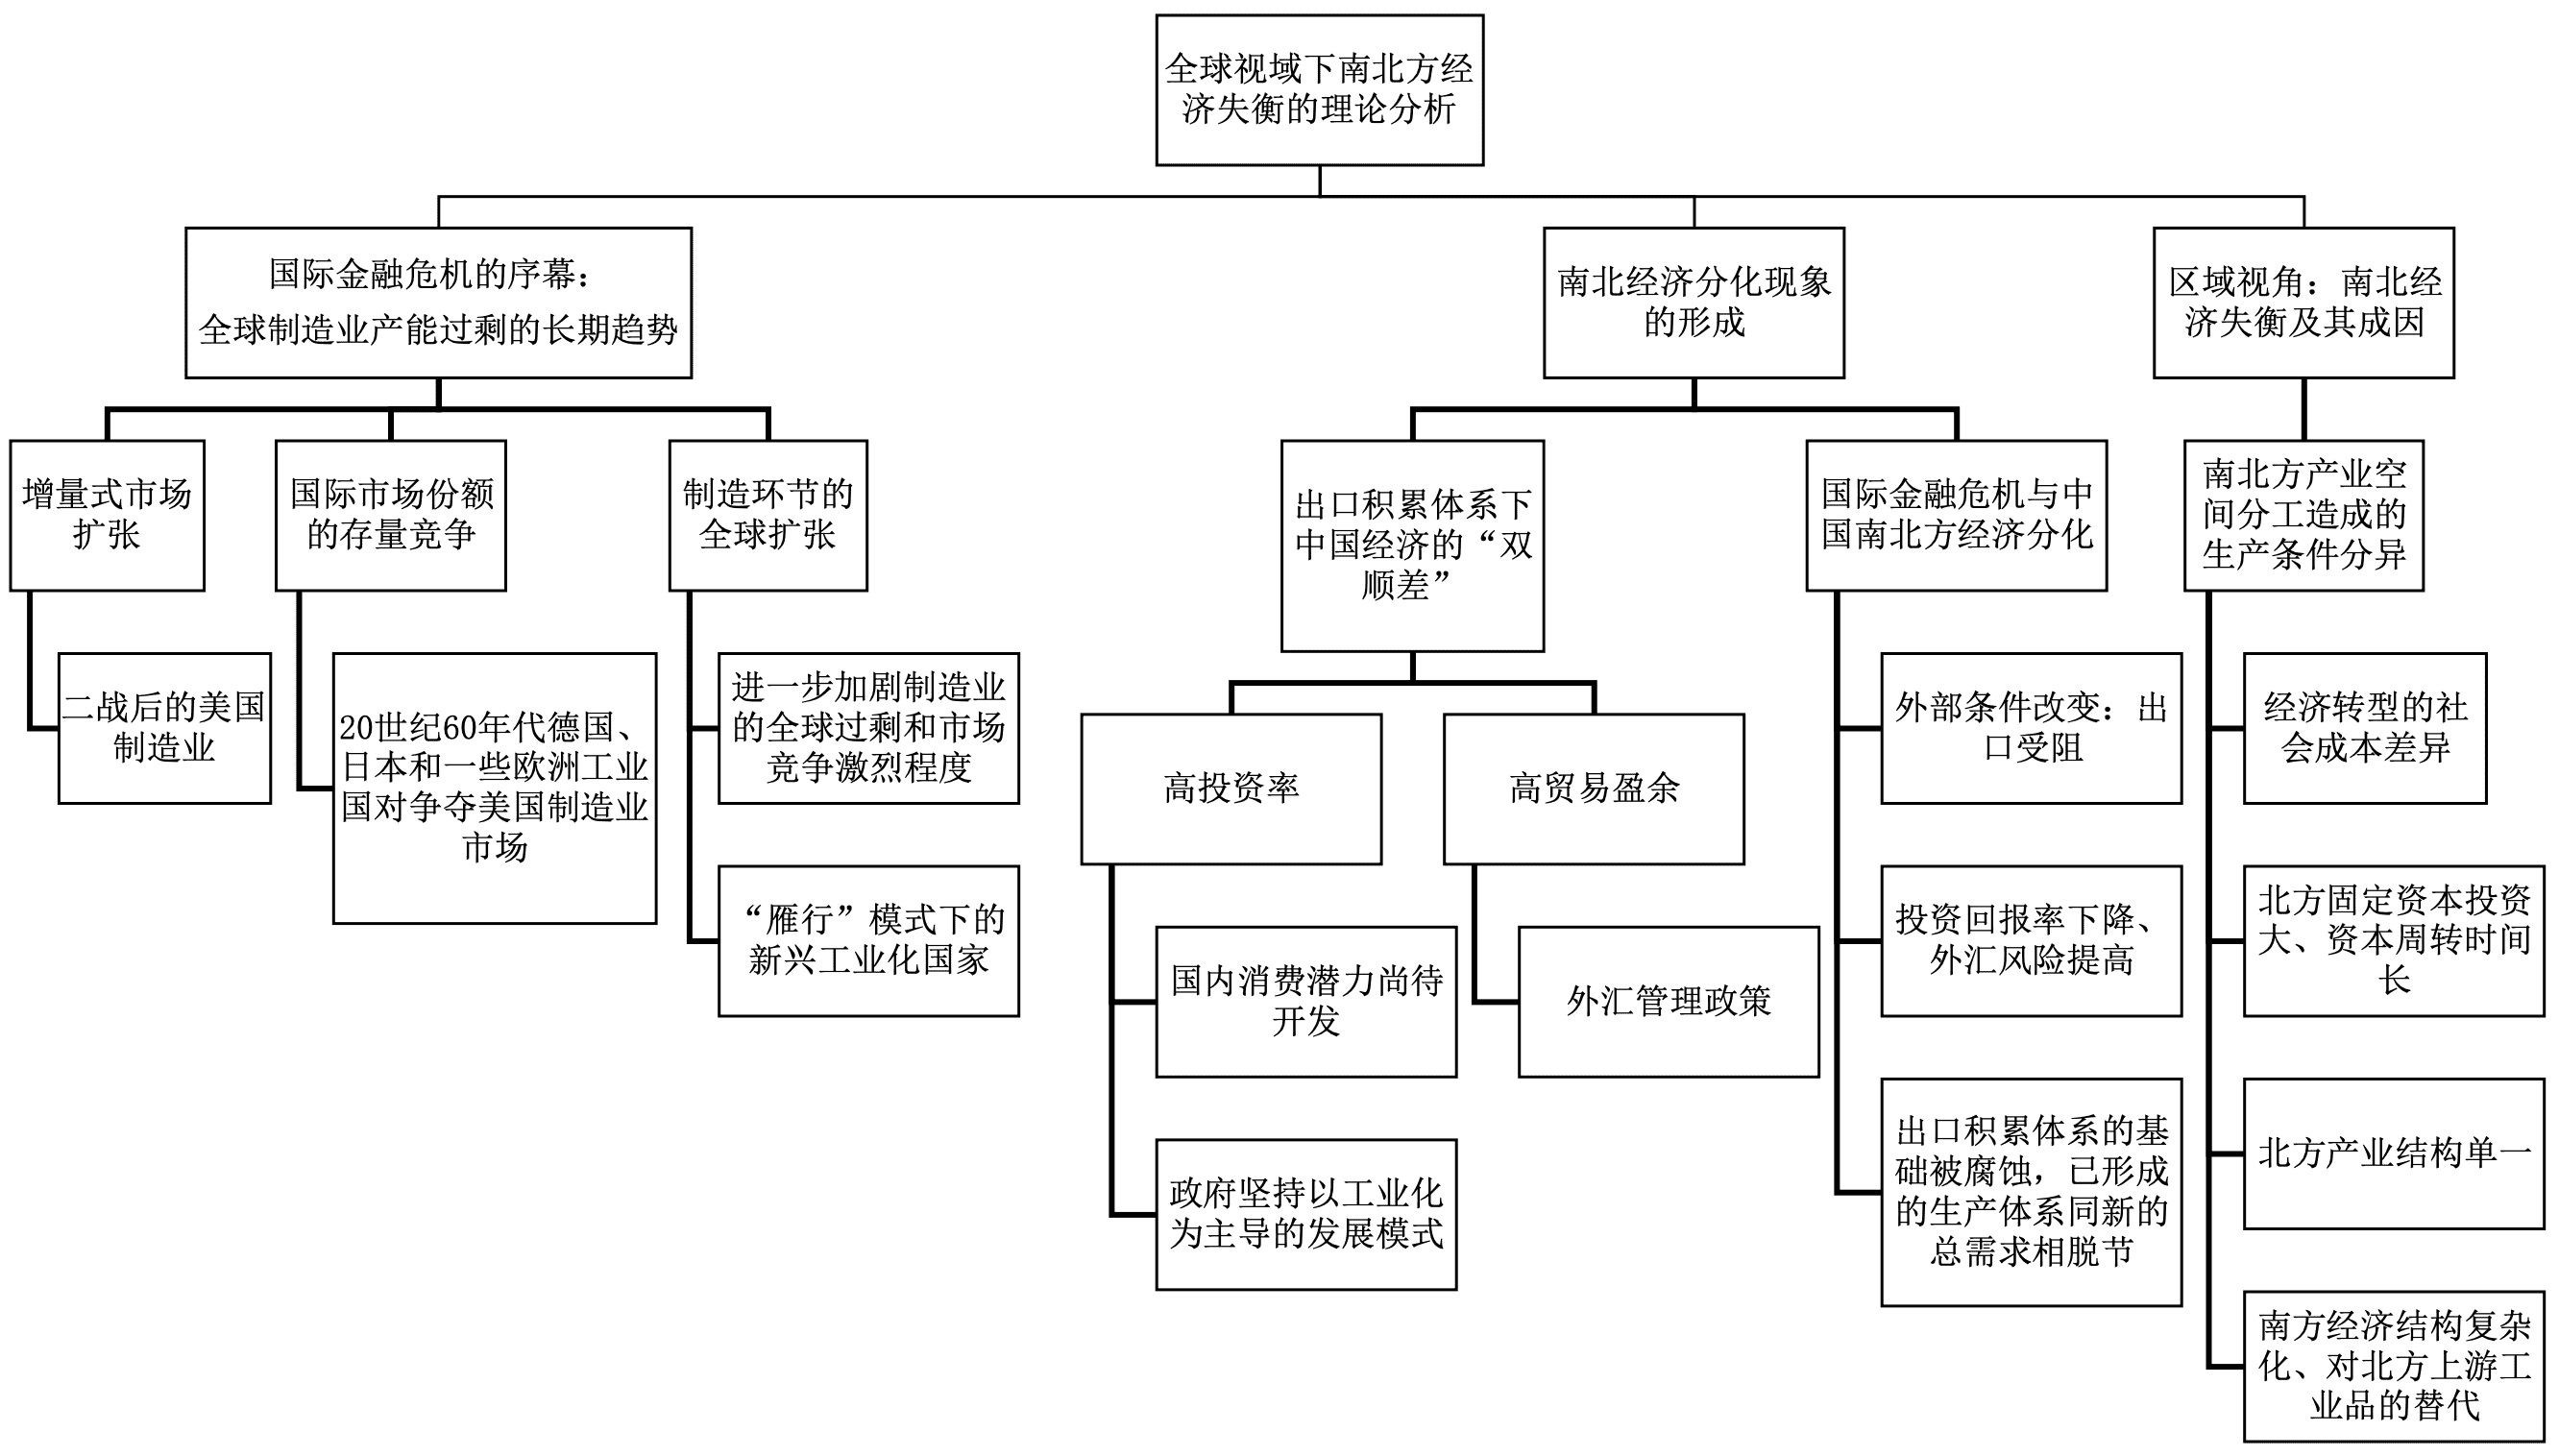 全球视域下南北方经
济失衡的理论分析
国际金融危机的序幕：
全球制造业产能过剩的长期趋势
南北经济分化现象
的形成
区域视角：南北经
济失衡及其成因
增量式市场
扩张
国际市场份额
的存量竞争
制造环节的
全球扩张
出口积累体系下
中国经济的“双
顺差”
国际金融危机与中
国南北方经济分化
南北方产业空
间分工造成的
生产条件分异
二战后的美国
制造业
20世纪60年代德国、
日本和一些欧洲工业
国对争夺美国制造业
市场
进一步加剧制造业
的全球过剩和市场
竞争激烈程度
“雁行”模式下的
新兴工业化国家
高投资率
高贸易盈余
国内消费潜力尚待
开发
政府坚持以工业化
为主导的发展模式
外汇管理政策
外部条件改变：出
口受阻
投资回报率下降、
外汇风险提高
出口积累体系的基
础被腐蚀，已形成
的生产体系同新的
总需求相脱节
经济转型的社
会成本差异
北方固定资本投资
大、资本周转时间
长
北方产业结构单一
南方经济结构复杂
化、对北方上游工
业品的替代